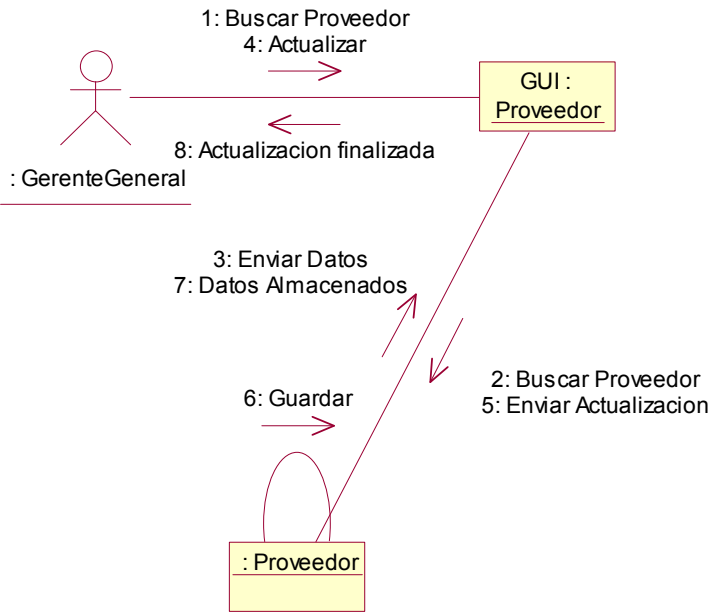 1: Buscar Proveedor
4: Actualizar
GUI :
Proveedor
8: Actualizacion finalizada
: GerenteGeneral
3: Enviar Datos
7: Datos Almacenados
2: Buscar Proveedor
5: Enviar Actualizacion
6: Guardar
: Proveedor